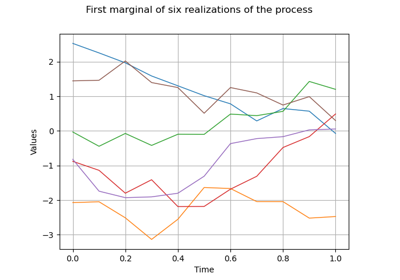 First marginal of six realizations of the process
Values
2
1
0
−1
−2
−3
0.0 0.2 0.4 0.6 0.8 1.0
Time